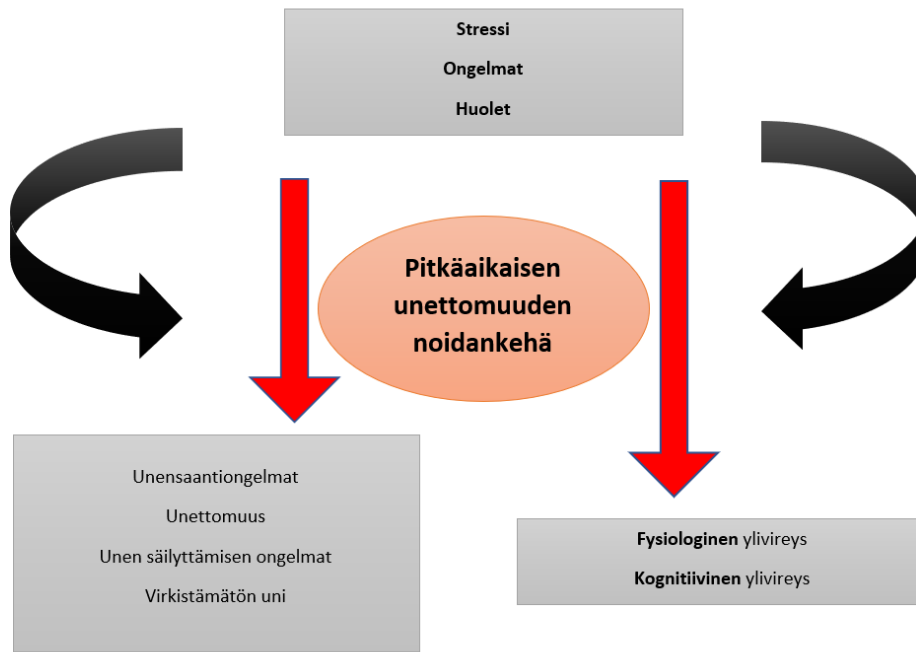 Stressi
Ongelmat
Huolet
Pitkäaikaisen
unettomuuden
noidankehä
Unensaantiongelmat
Unettomuus
Unen säilyttämisen ongelmat
Virkistämätön uni
Fysiologinen ylivireys
Kognitiivinen ylivireys